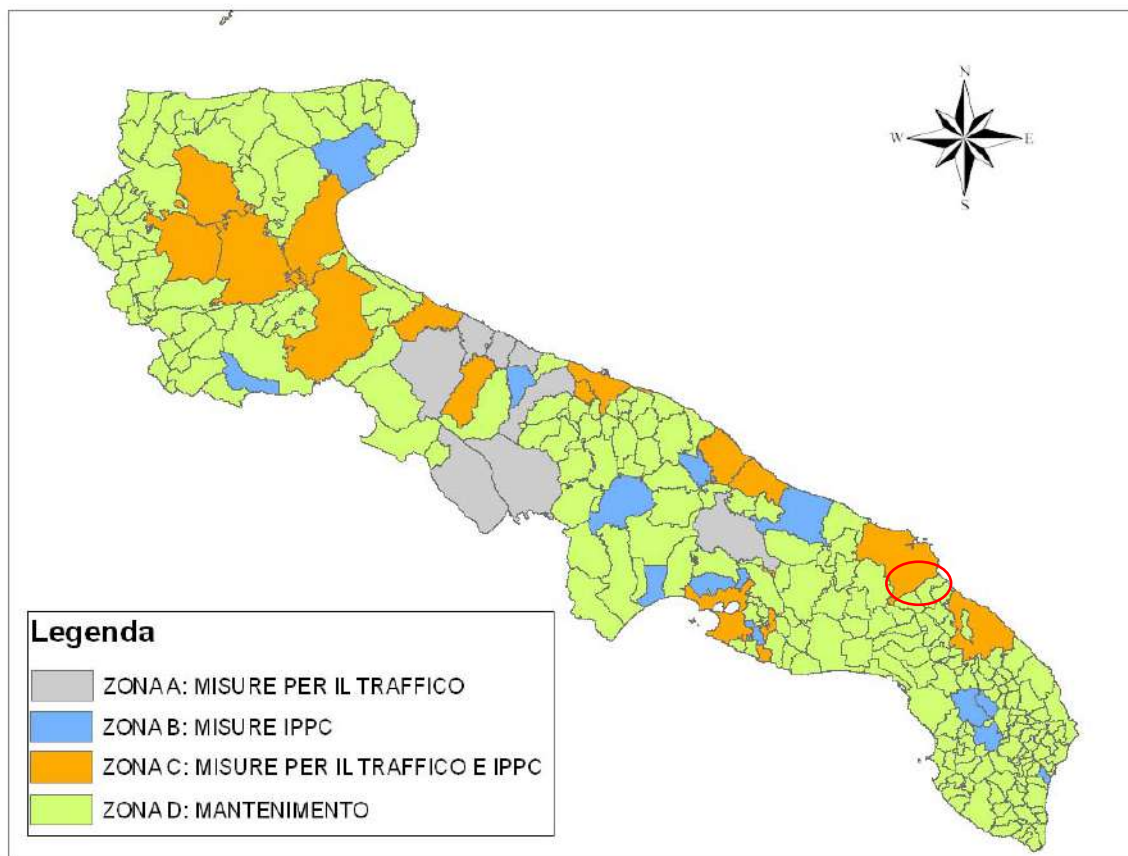 N
W
E
S
Legenda
ZONA A: MISURE PER IL TRAFFICO
ZONA B: MISURE IPPC
ZONA C: MISURE PER IL TRAFFICO E IPPC
ZONA D: MANTENIMENTO